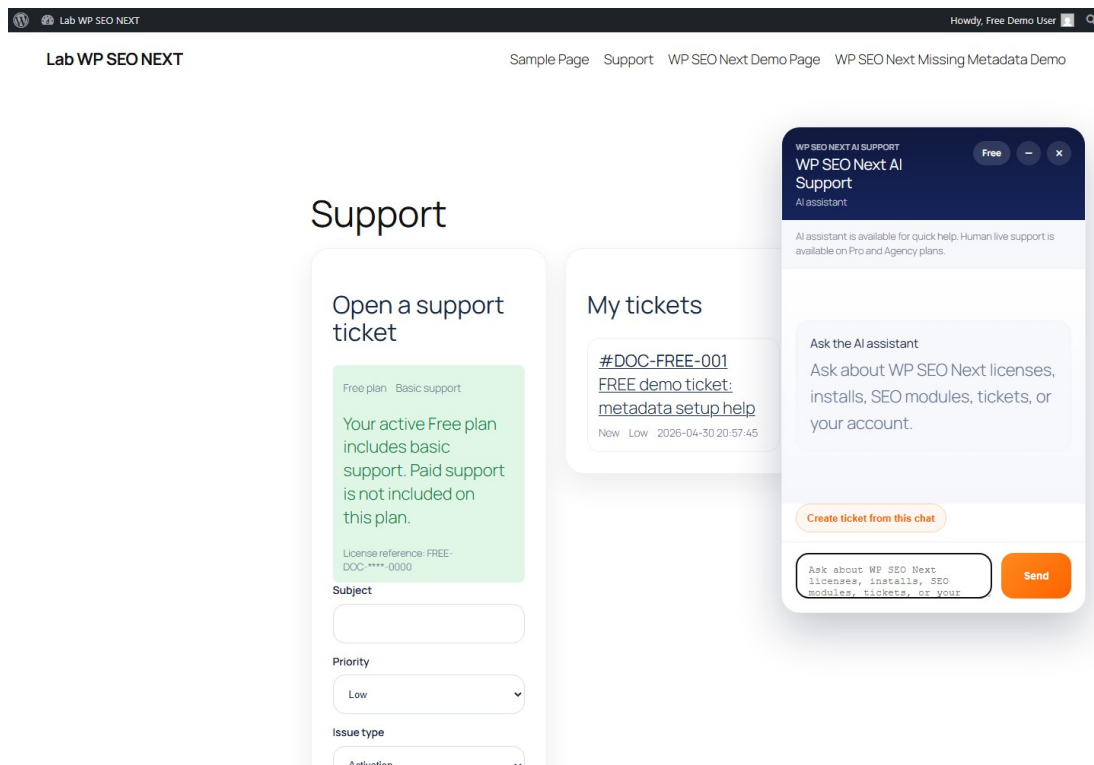 Lab WP SEO NEXT
Howdy, Free Demo User
Lab WP SEO NEXT
Sample Page
Support
WP SEO Next Demo Page
WP SEO Next Missing Metadata Demo
Support
Open a support
ticket
Free plan Basic support
Your active Free plan
includes basic
support. Paid support
is not included on
this plan.
License reference: FREE-
DOC-****-0000
Subject
Priority
Low
Issue type
Activation
My tickets
#DOC-FREE-001
FREE demo ticket:
metadata setup help
New Low 2026-04-30 20:57:45
WP SEO NEXT AI SUPPORT
WP SEO Next AI
Support
AI assistant
Free
AI assistant is available for quick help. Human live support is
available on Pro and Agency plans.
Ask the AI assistant
Ask about WP SEO Next licenses,
installs, SEO modules, tickets, or
your account.
Create ticket from this chat
Ask about WP SEO Next
licenses, installs, SEO
modules, tickets, or your
Send